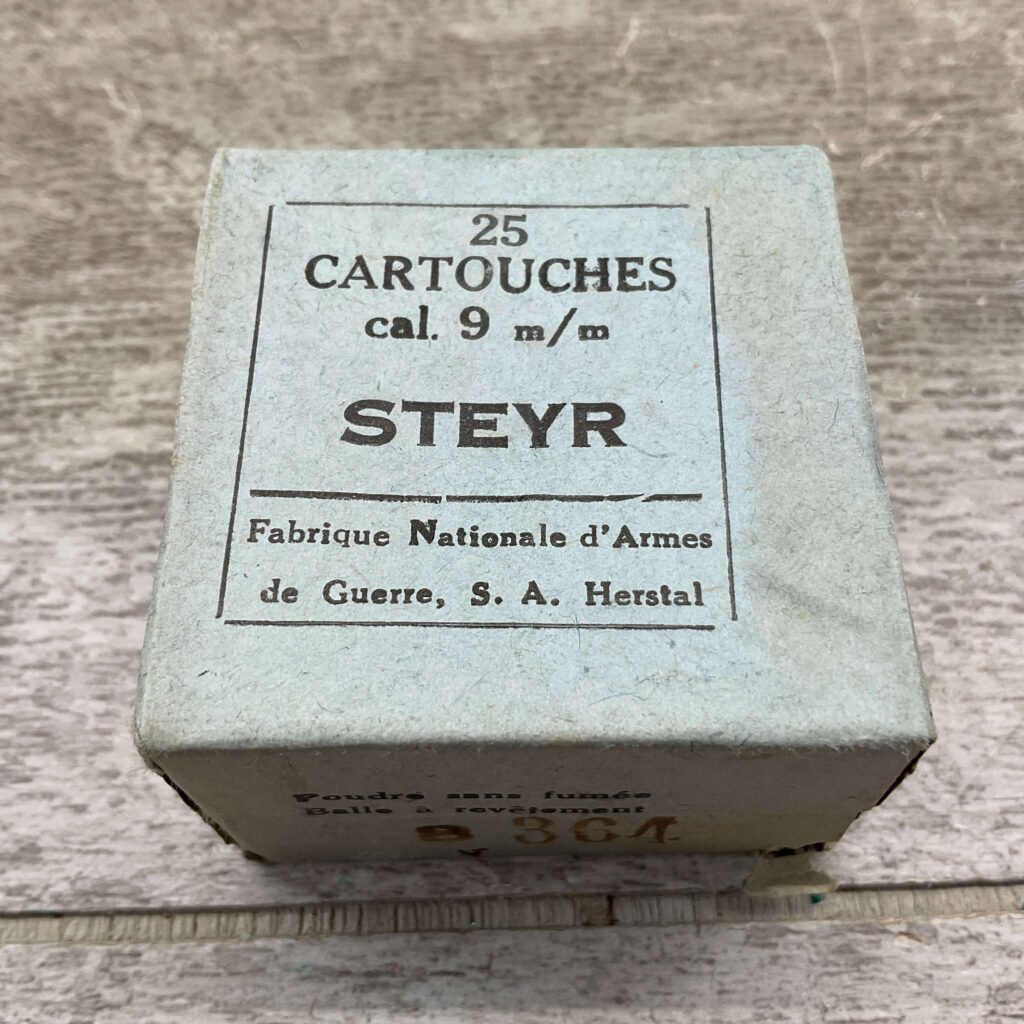 25
CARTOUCHES
cal. 9 m/m
STEYR
Fabrique Nationale d'Armes
de Guerre, S. A. Herstal
Poudre sans fumée
Balle à revêtement
364